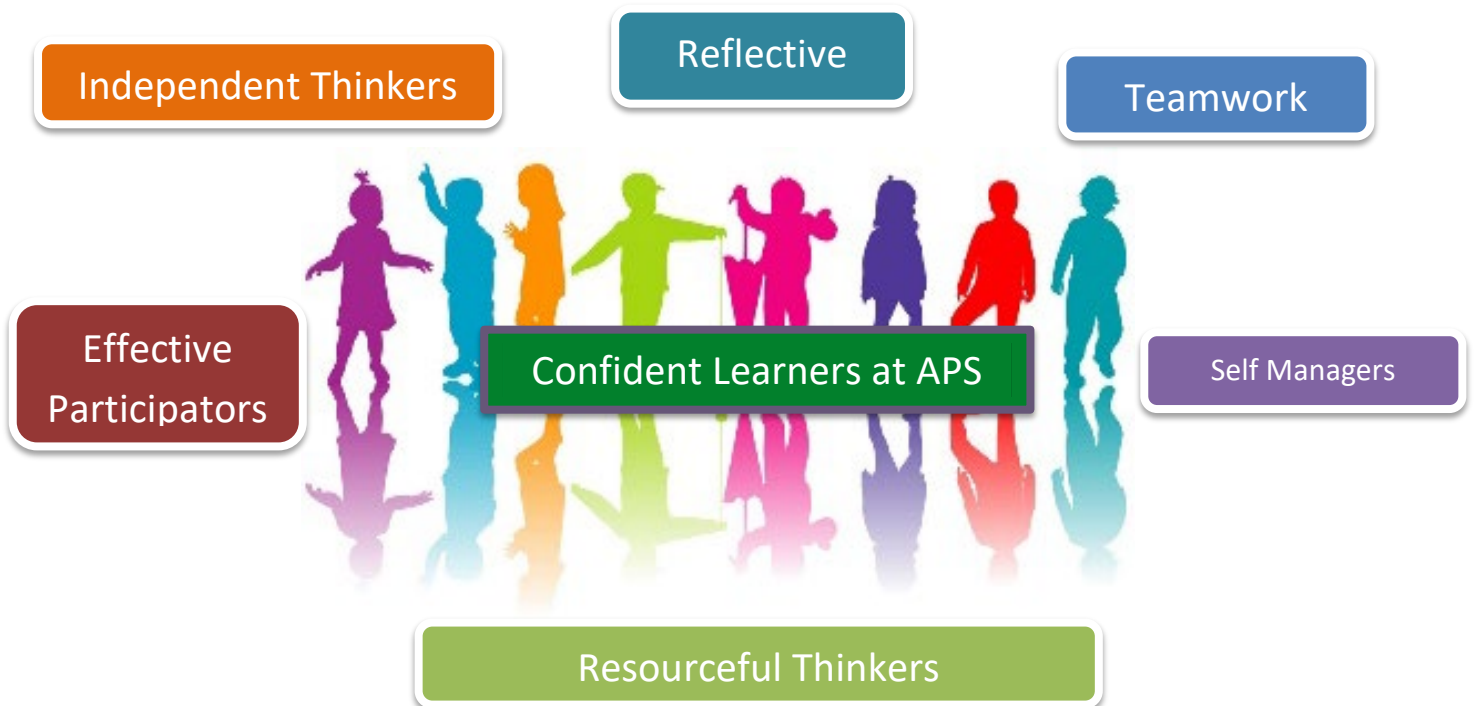 Reflective
Independent Thinkers
Teamwork
Effective
Participators
Confident Learners at APS
Self Managers
Resourceful Thinkers